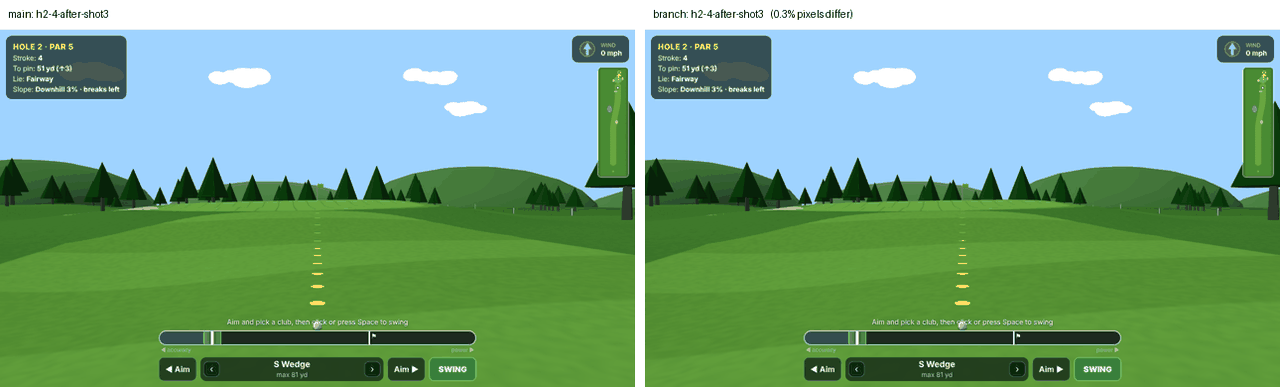 main: h2-4-after-shot3
HOLE 2 · PAR 5
Stroke: 4
To pin: 51 yd (↑3)
Lie: Fairway
Slope: Downhill 3% · breaks left
WIND
0 mph
Aim and pick a club, then click or press Space to swing
◀ accuracy
power ▶
◀ Aim
‹
S Wedge
max 81 yd
›
Aim ▶
SWING
branch: h2-4-after-shot3 (0.3% pixels differ)
HOLE 2 · PAR 5
Stroke: 4
To pin: 51 yd (↑3)
Lie: Fairway
Slope: Downhill 3% · breaks left
WIND
0 mph
Aim and pick a club, then click or press Space to swing
◀ accuracy
power ▶
◀ Aim
‹
S Wedge
max 81 yd
›
Aim ▶
SWING